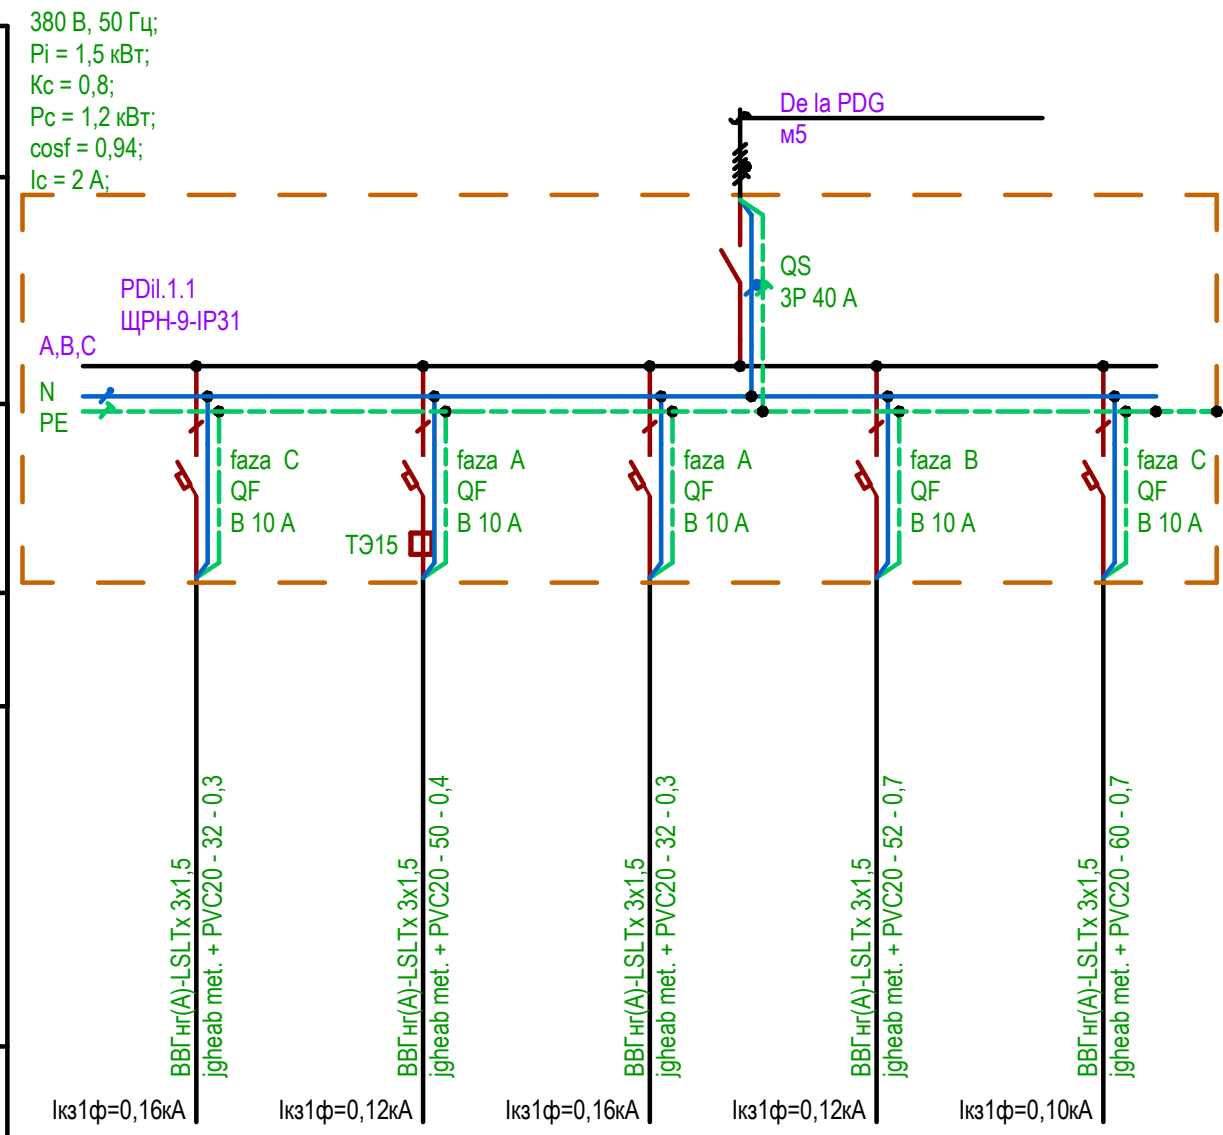 380 В, 50 Гц;
Pi = 1,5 кВт;
Кс = 0,8;
Рс = 1,2 кВт;
cosf = 0,94;
Ic = 2 А;
De la PDG
м5
QS
3P 40 A
PDil.1.1
ЩРН-9-IP31
A,B,C
N
PE
faza C
QF
B 10 A
faza A
QF
B 10 A
faza A
QF
B 10 A
faza B
QF
B 10 A
faza C
QF
B 10 A
ТЭ15
ВВГнг(А)-LSLTx 3x1,5
jgheab met. + PVC20 - 32 - 0,3
ВВГнг(А)-LSLTx 3x1,5
jgheab met. + PVC20 - 50 - 0,4
ВВГнг(А)-LSLTx 3x1,5
jgheab met. + PVC20 - 32 - 0,3
ВВГнг(А)-LSLTx 3x1,5
jgheab met. + PVC20 - 52 - 0,7
ВВГнг(А)-LSLTx 3x1,5
jgheab met. + PVC20 - 60 - 0,7
Iкз1ф=0,16кА
Iкз1ф=0,12кА
Iкз1ф=0,16кА
Iкз1ф=0,12кА
Iкз1ф=0,10кА